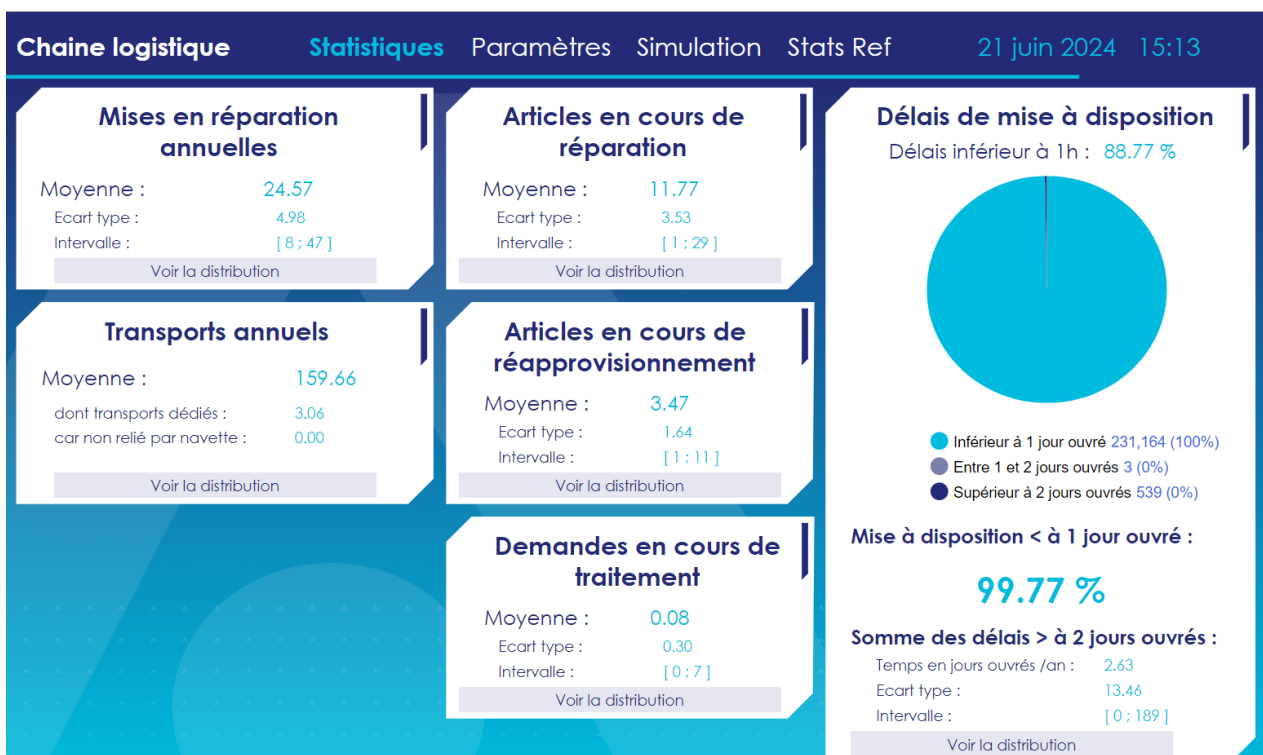 Chaine logistique
Statistiques Paramètres Simulation Stats Ref
21 juin 2024 15:13
Mises en réparation
annuelles
Moyenne : 24.57
Ecart type : 4.98
Intervalle : [ 8 ; 47 ]
Voir la distribution
Transports annuels
Moyenne : 159.66
dont transports dédiés : 3.06
car non relié par navette : 0.00
Voir la distribution
Articles en cours de
réparation
Moyenne : 11.77
Ecart type : 3.53
Intervalle : [ 1 ; 29 ]
Voir la distribution
Articles en cours de
réapprovisionnement
Moyenne : 3.47
Ecart type : 1.64
Intervalle : [ 1 ; 11 ]
Voir la distribution
Demandes en cours de
traitement
Moyenne : 0.08
Ecart type : 0.30
Intervalle : [ 0 ; 7 ]
Voir la distribution
Délais de mise à disposition
Délais inférieur à 1h : 88.77 %
Inférieur à 1 jour ouvré 231,164 (100%)
Entre 1 et 2 jours ouvrés 3 (0%)
Supérieur à 2 jours ouvrés 539 (0%)
Mise à disposition < à 1 jour ouvré :
99.77 %
Somme des délais > à 2 jours ouvrés :
Temps en jours ouvrés /an : 2.63
Ecart type : 13.46
Intervalle : [ 0 ; 189 ]
Voir la distribution